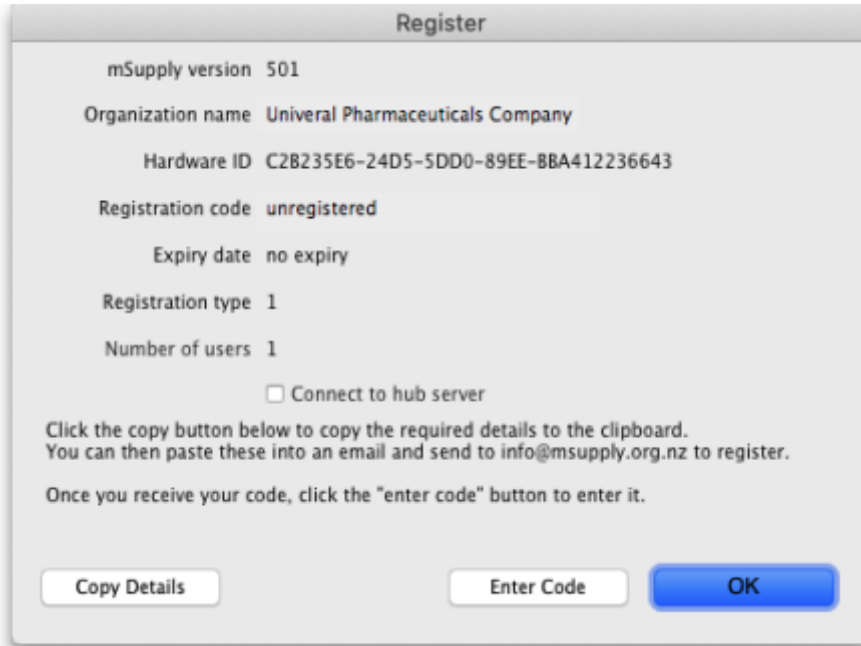 Register
mSupply version 501
Organization name Univeral Pharmaceuticals Company
Hardware ID C2B235E6-24D5-5DD0-89EE-BBA412236643
Registration code unregistered
Expiry date no expiry
Registration type 1
Number of users 1
Connect to hub server
Click the copy button below to copy the required details to the clipboard.
You can then paste these into an email and send to info@msupply.org.nz to register.
Once you receive your code, click the "enter code" button to enter it.
Copy Details Enter Code OK